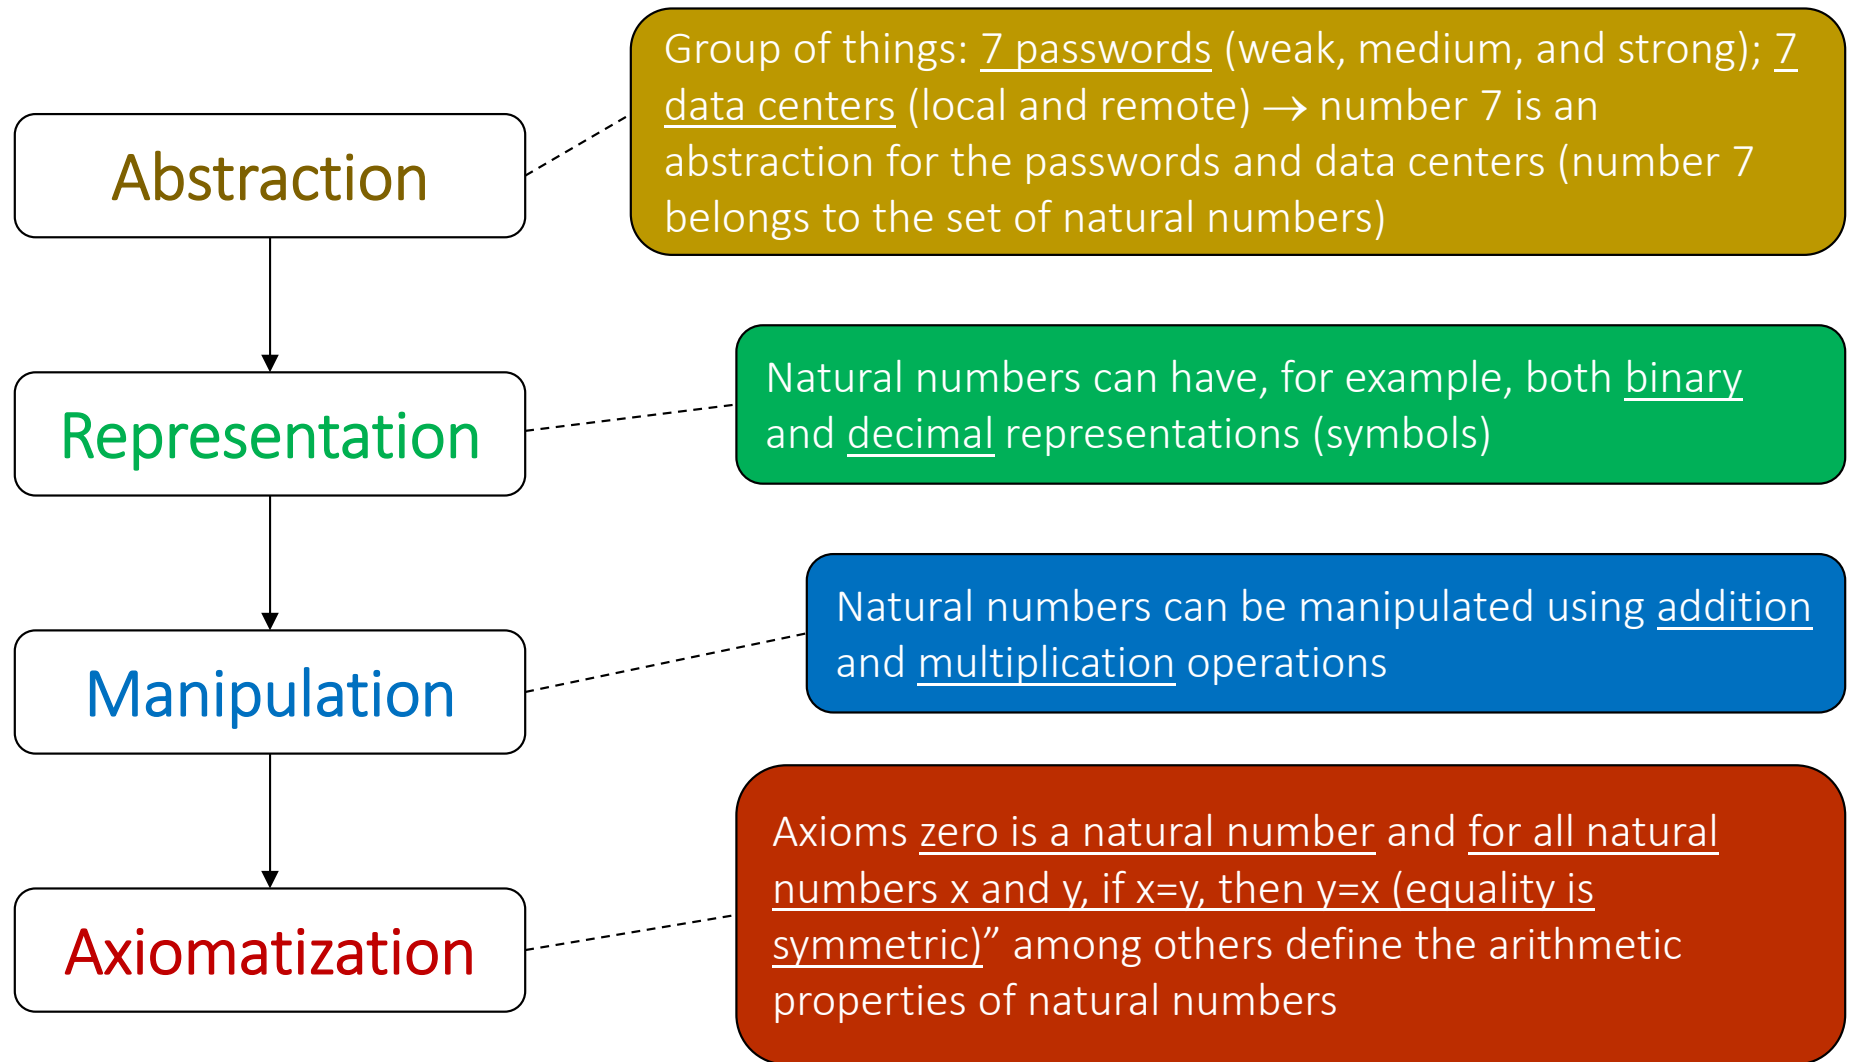 Abstraction
Group of things: 7 passwords (weak, medium, and strong); 7
data centers (local and remote) → number 7 is an
abstraction for the passwords and data centers (number 7
belongs to the set of natural numbers)
Representation
Natural numbers can have, for example, both binary
and decimal representations (symbols)
Manipulation
Natural numbers can be manipulated using addition
and multiplication operations
Axiomatization
Axioms zero is a natural number and for all natural
numbers x and y, if x=y, then y=x (equality is
symmetric)” among others define the arithmetic
properties of natural numbers